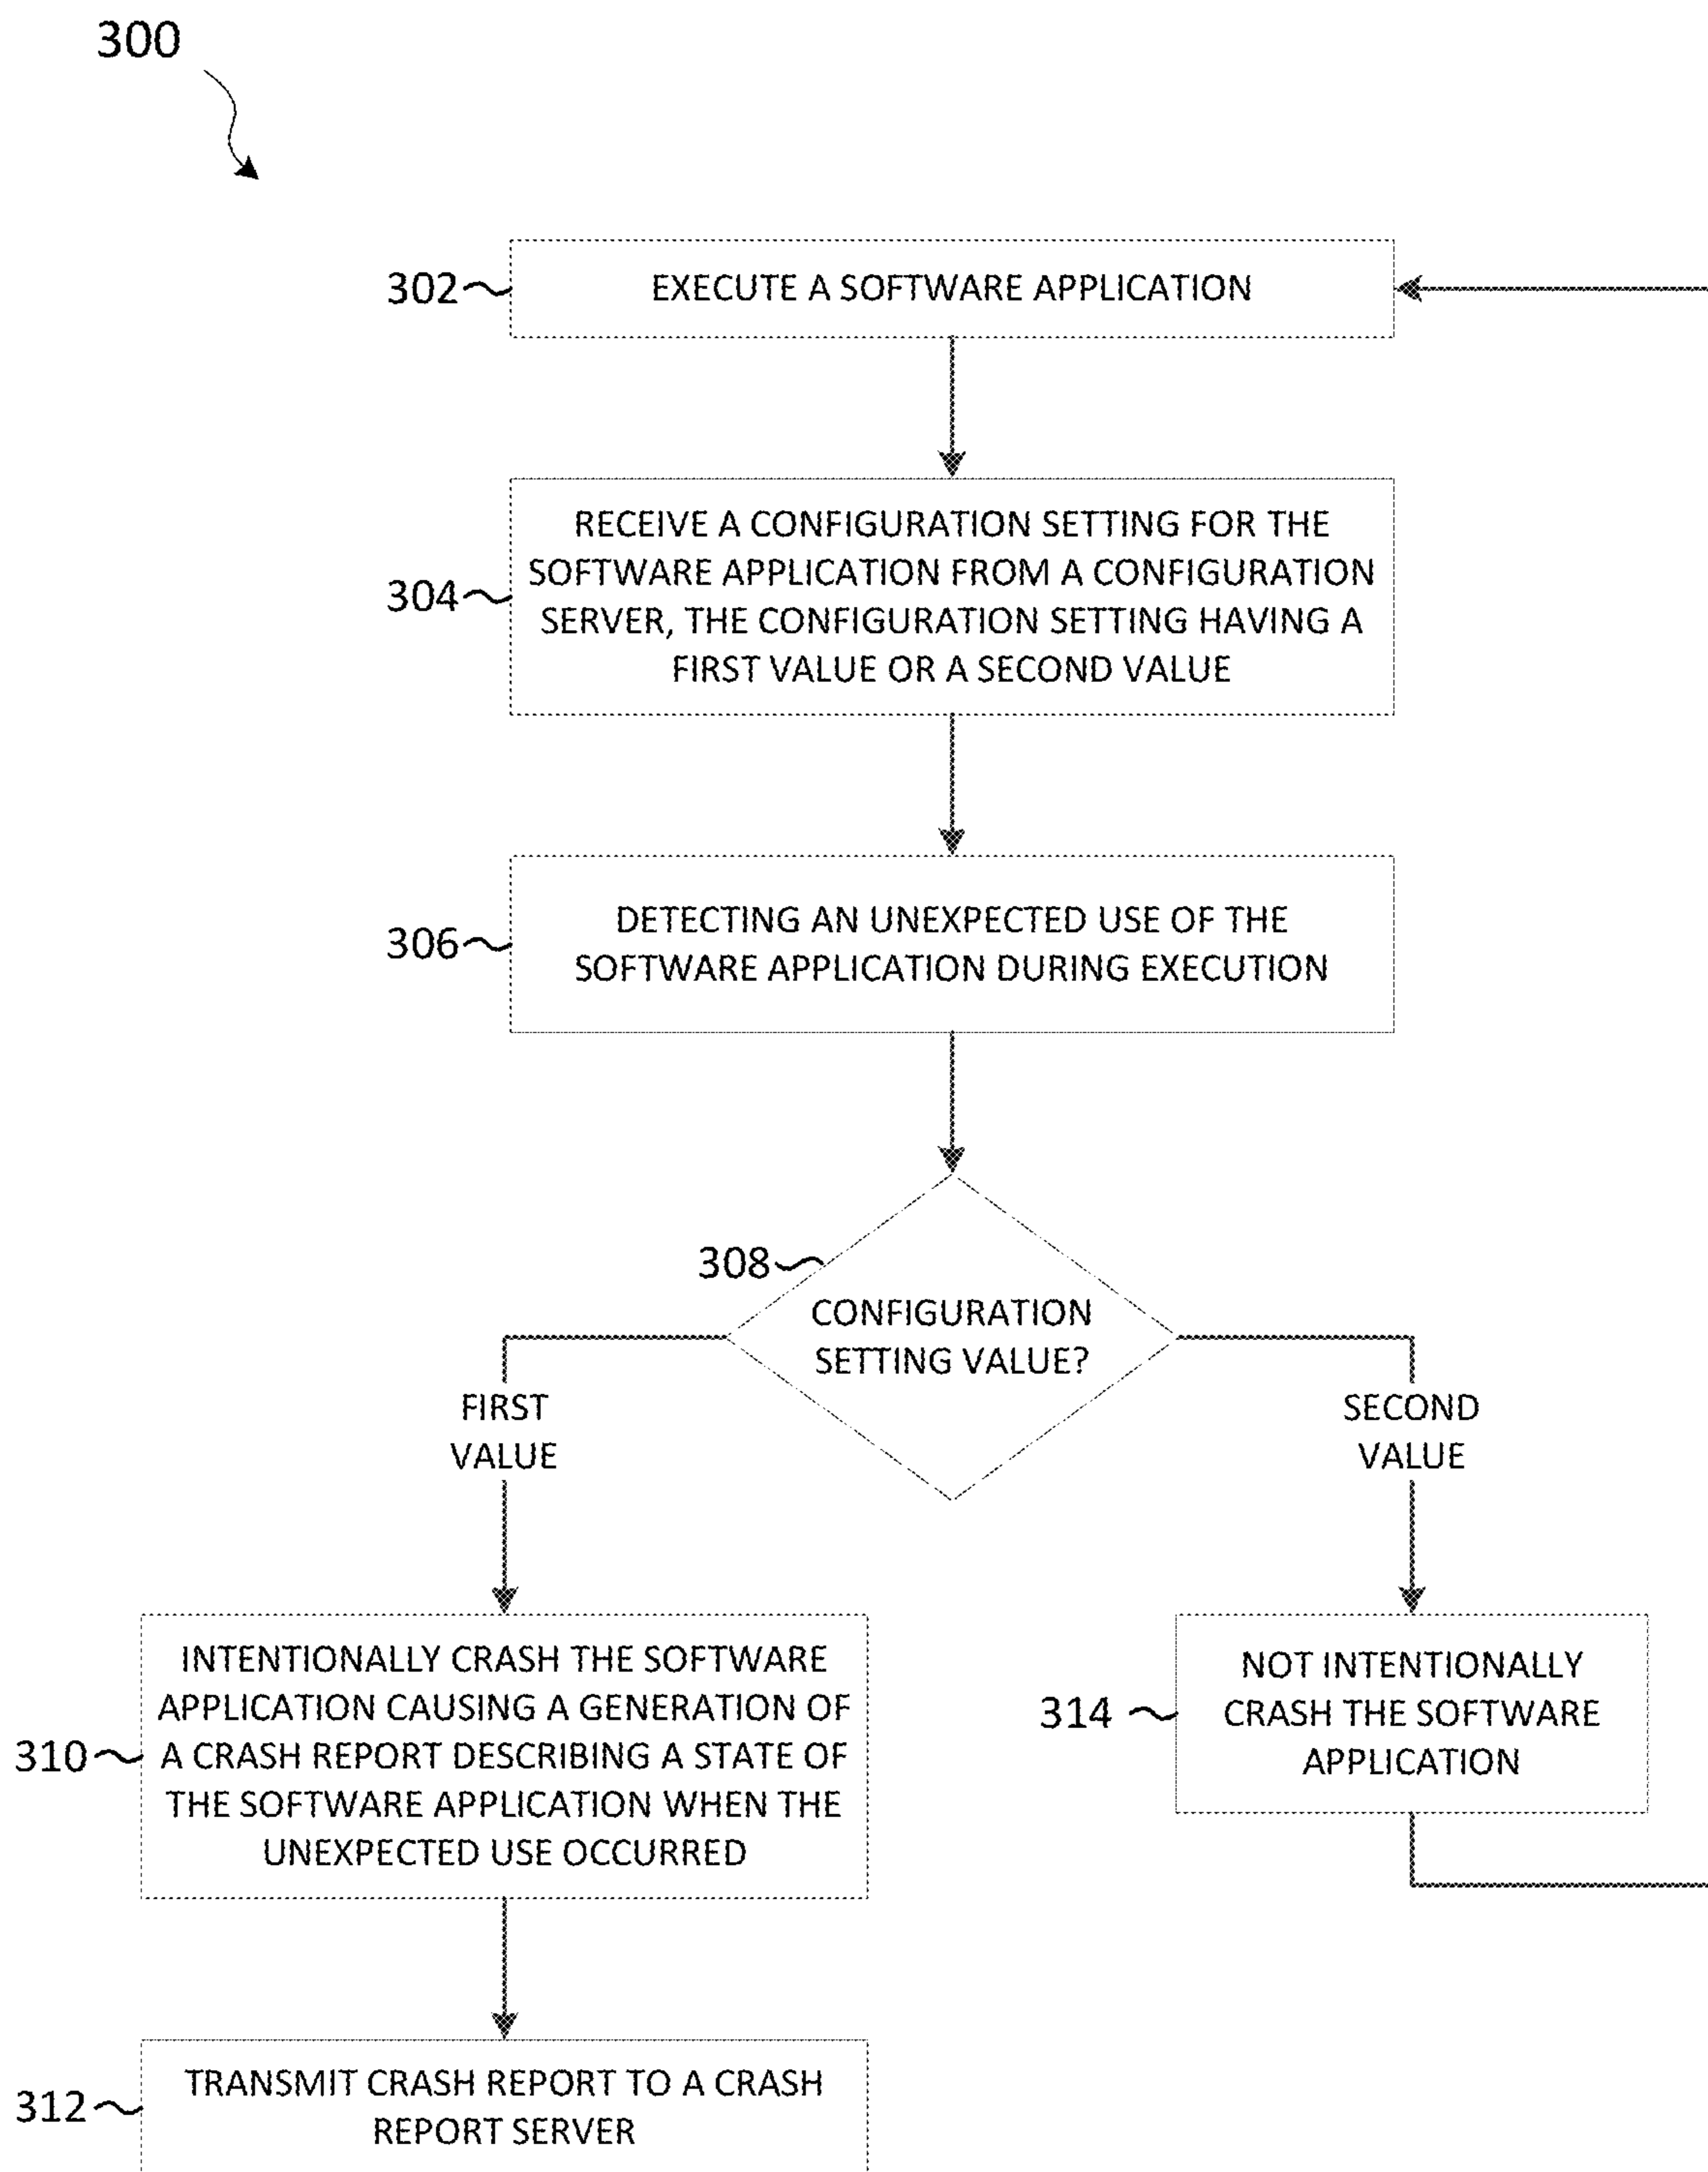 300
302
EXECUTE A SOFTWARE APPLICATION
304
RECEIVE A CONFIGURATION SETTING FOR THE
SOFTWARE APPLICATION FROM A CONFIGURATION
SERVER, THE CONFIGURATION SETTING HAVING A
FIRST VALUE OR A SECOND VALUE
306
DETECTING AN UNEXPECTED USE OF THE
SOFTWARE APPLICATION DURING EXECUTION
308
CONFIGURATION
SETTING VALUE?
FIRST
VALUE
SECOND
VALUE
310
INTENTIONALLY CRASH THE SOFTWARE
APPLICATION CAUSING A GENERATION OF
A CRASH REPORT DESCRIBING A STATE OF
THE SOFTWARE APPLICATION WHEN THE
UNEXPECTED USE OCCURRED
314
NOT INTENTIONALLY
CRASH THE SOFTWARE
APPLICATION
312
TRANSMIT CRASH REPORT TO A CRASH
REPORT SERVER